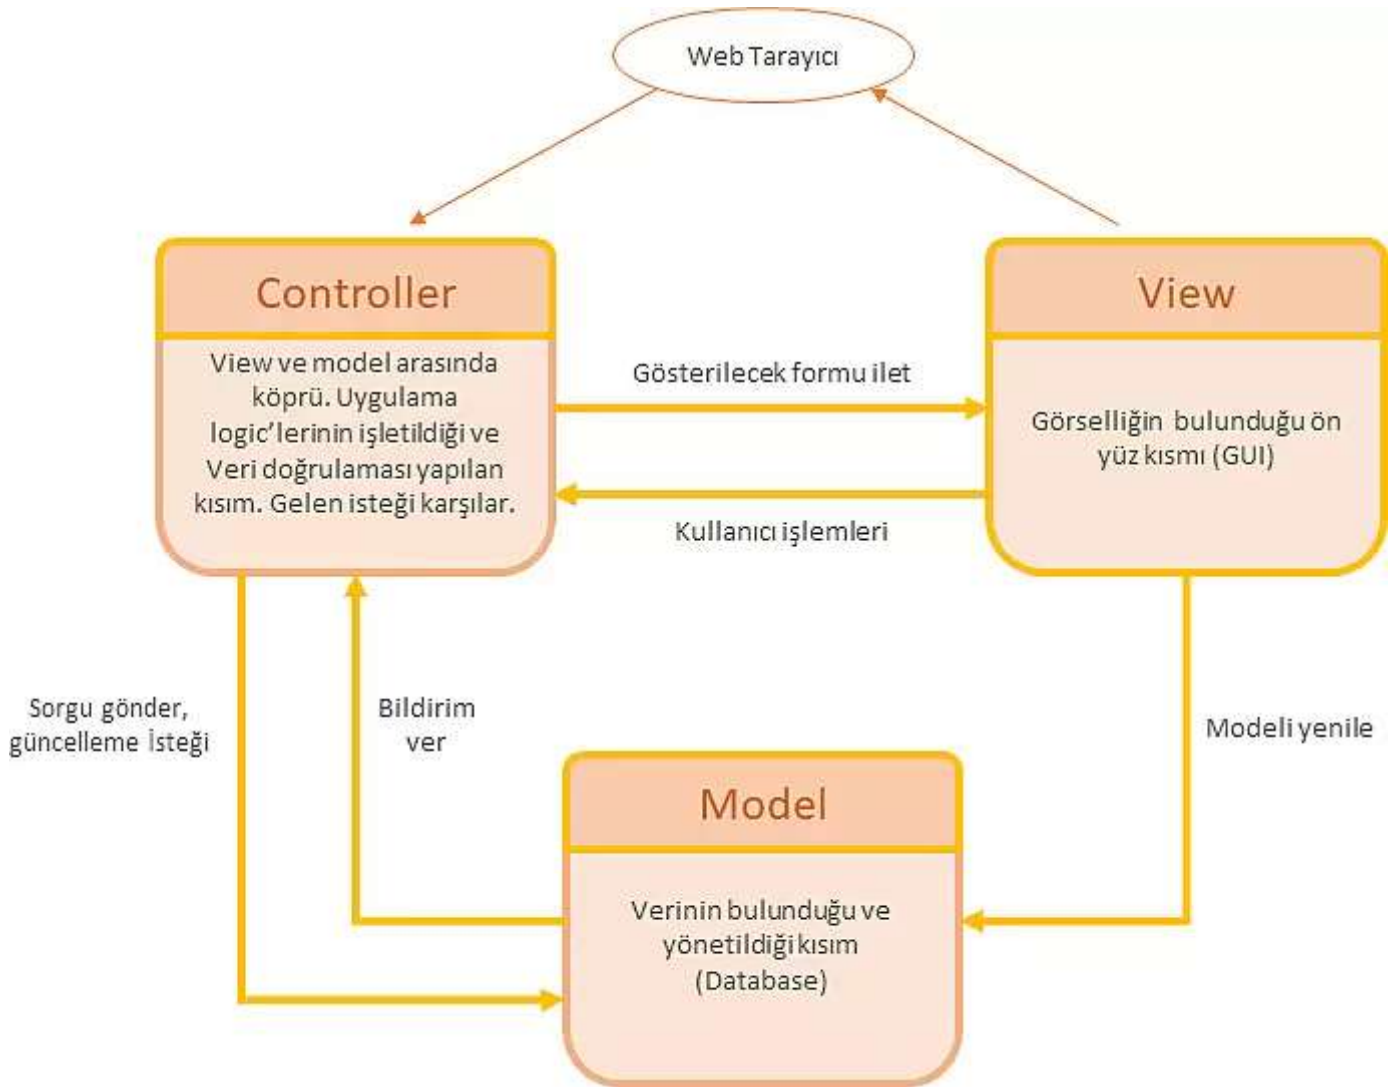 Web Tarayıcı
Controller
View ve model arasında
köprü. Uygulama
logic'lerinin işletildiği ve
Veri doğrulaması yapılan
kısım. Gelen isteği karşılar.
Gösterilecek formu ilet
Kullanıcı işlemleri
View
Görselliğin bulunduğu ön
yüz kısmı (GUI)
Sorgu gönder,
güncelleme İsteği
Bildirim
ver
Modeli yenile
Model
Verinin bulunduğu ve
yönetildiği kısım
(Database)